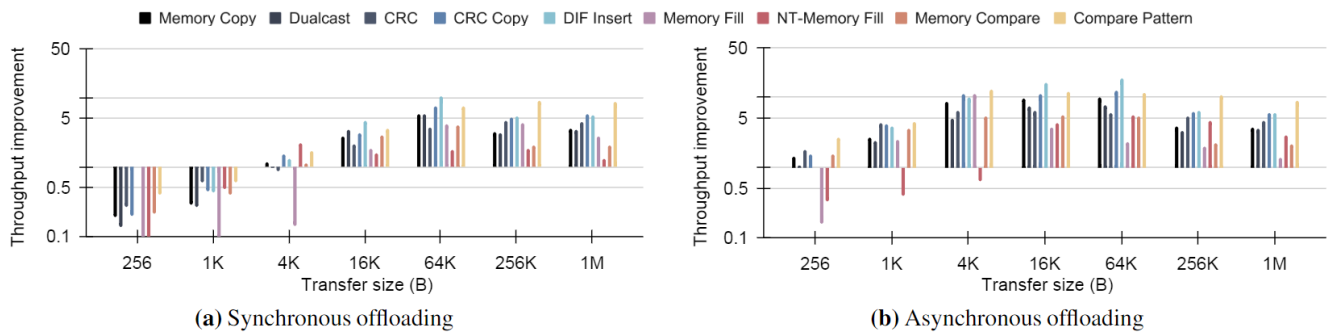 Memory Copy Dualcast CRC CRC Copy DIF Insert Memory Fill NT-Memory Fill Memory Compare Compare Pattern
Throughput improvement
50
5
0.5
0.1
256 1K 4K 16K 64K 256K 1M
Transfer size (B)
(a) Synchronous offloading
Throughput improvement
50
5
0.5
0.1
256 1K 4K 16K 64K 256K 1M
Transfer size (B)
(b) Asynchronous offloading